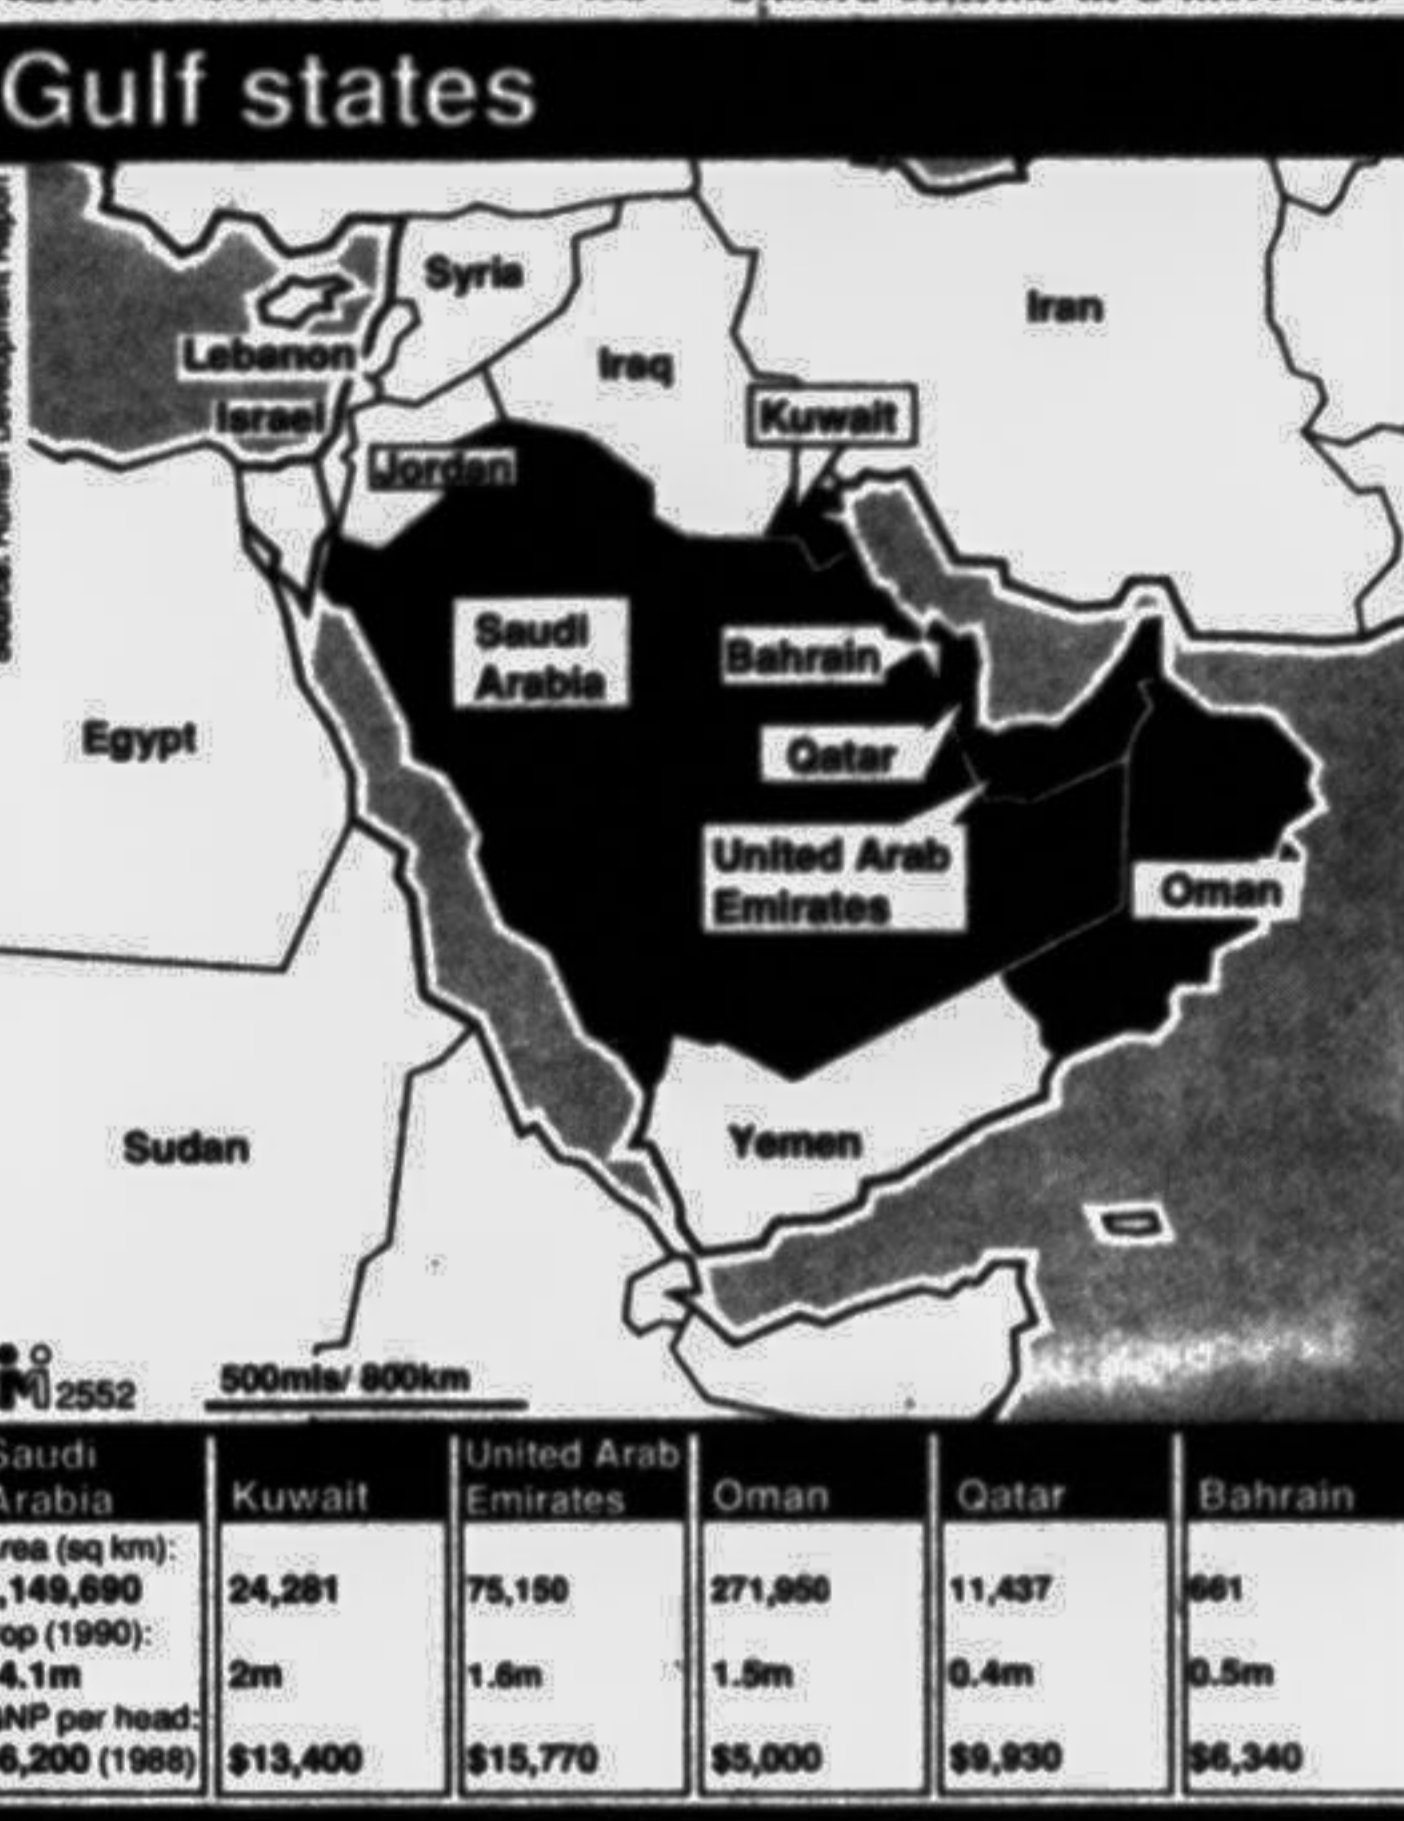 Gulf states
Syria
Iran
Lebanon
Iraq
Israel
Kuwait
Jordan
Saudi
Arabia
Bahrain
Egypt
Qatar
United Arab
Emirates
Oman
Sudan
Yemen
2552
500mls/ 800km
Saudi
Arabia
Kuwait
United Arab
Emirates
Oman
Qatar
Bahrain
rea (sq km):
,149,690
24,281
75,150
271,950
11,437
661
op (1990):
4.1m
2m
1.6m
1.5m
0.4m
0.5m
NP per head:
6,200 (1988)
$13,400
$15,770
$5,000
$9,930
$6,340